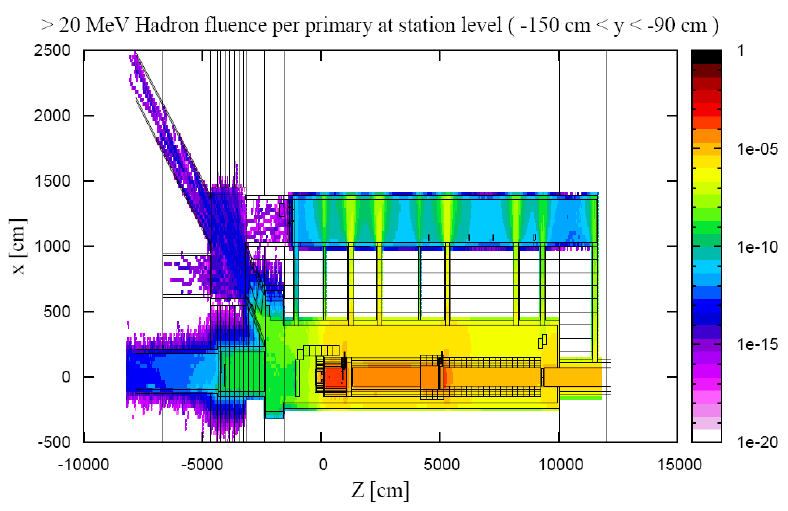 > 20 MeV Hadron fluence per primary at station level ( -150 cm < y < -90 cm )
2500
2000
1500
1000
500
0
-500
x [cm]
-10000 -5000 0 5000 10000 15000
Z [cm]
1
1e-05
1e-10
1e-15
1e-20